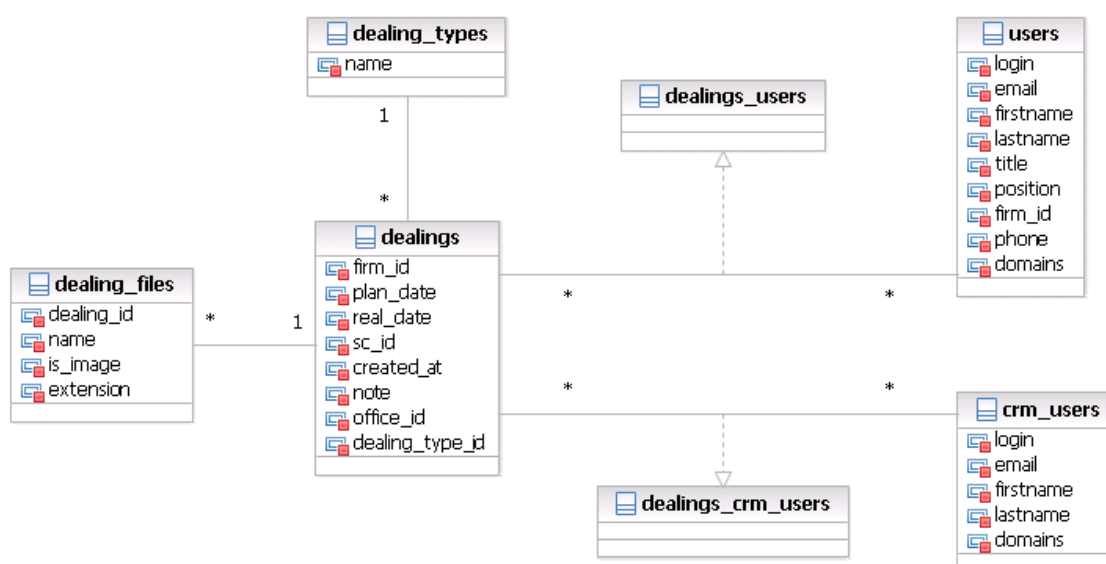 dealing_types
name
1
*
dealings_users
users
login
email
firstname
lastname
title
position
firm_id
phone
domains
dealings
firm_id
plan_date
real_date
sc_id
created_at
note
office_id
dealing_type_id
dealing_files
dealing_id
name
is_image
extension
*
1
*
*
*
*
dealings_crm_users
crm_users
login
email
firstname
lastname
domains